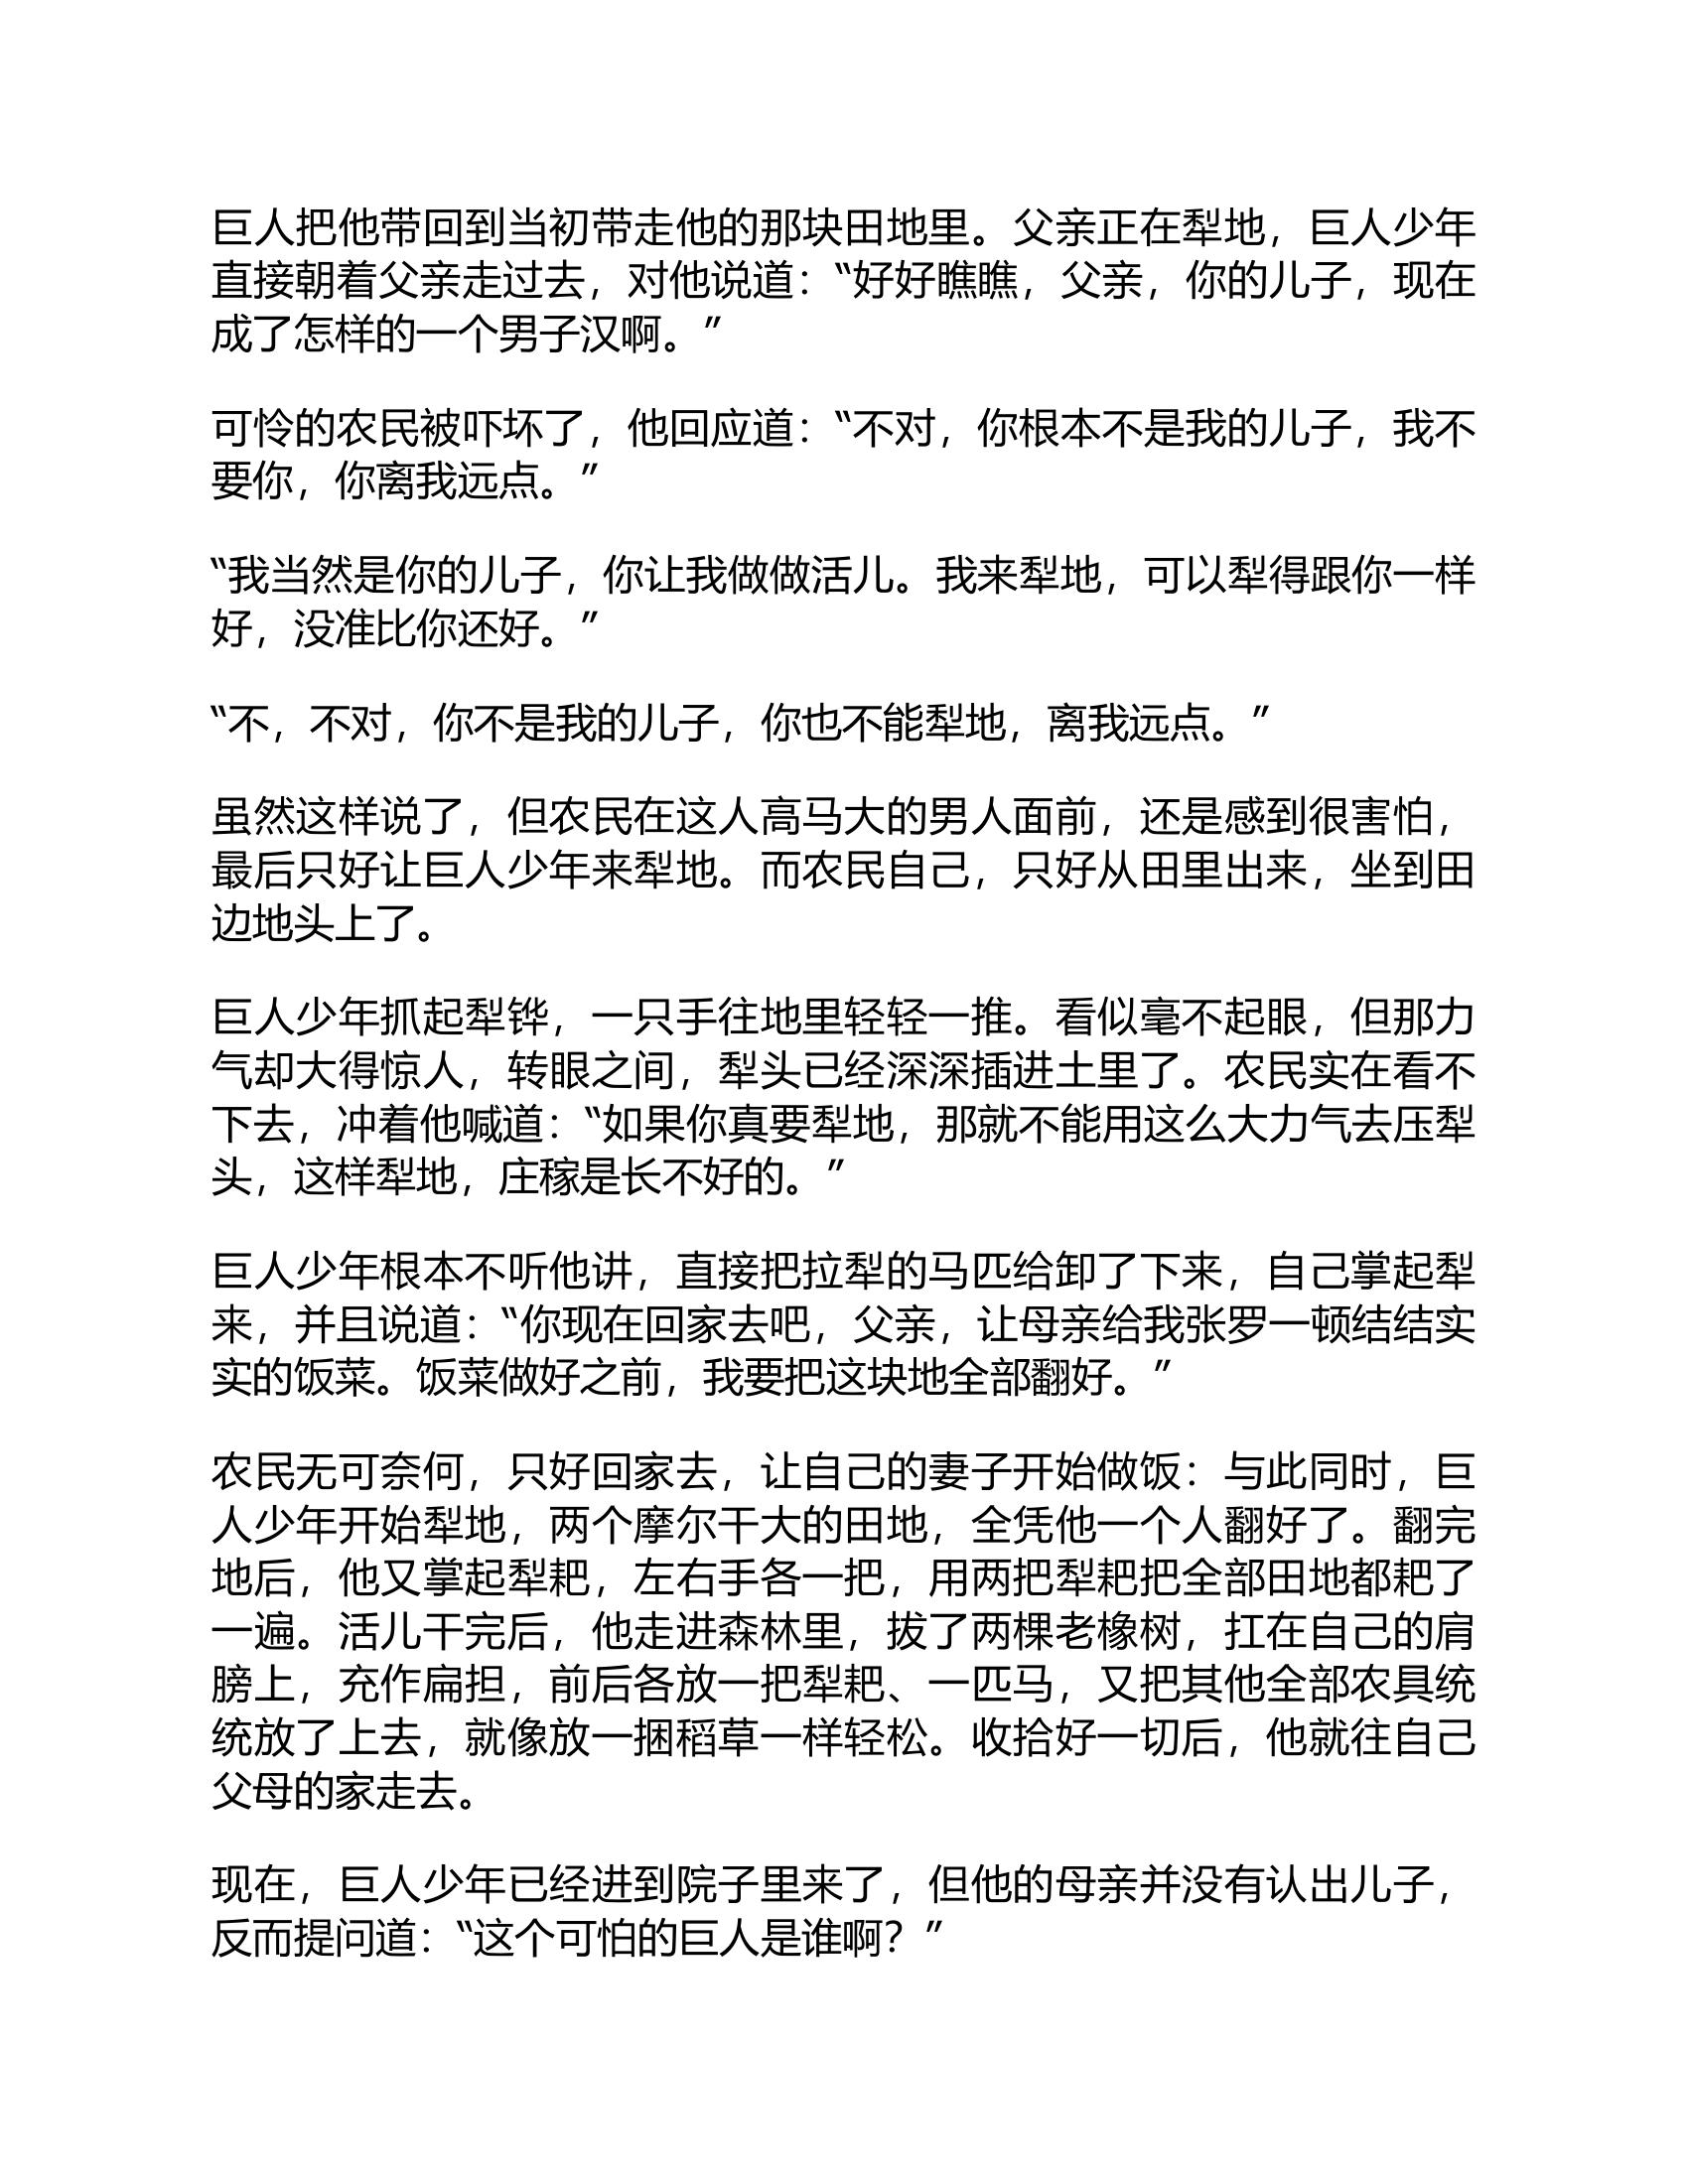 巨人把他带回到当初带走他的那块田地里。父亲正在犁地，巨人少年
直接朝着父亲走过去，对他说道：“好好瞧瞧，父亲，你的儿子，现在
成了怎样的一个男子汉啊。”
可怜的农民被吓坏了，他回应道：“不对，你根本不是我的儿子，我不
要你，你离我远点。”
“我当然是你的儿子，你让我做做活儿。我来犁地，可以犁得跟你一样
好，没准比你还好。”
“不，不对，你不是我的儿子，你也不能犁地，离我远点。”
虽然这样说了，但农民在这人高马大的男人面前，还是感到很害怕，
最后只好让巨人少年来犁地。而农民自己，只好从田里出来，坐到田
边地头上了。
巨人少年抓起犁铧，一只手往地里轻轻一推。看似毫不起眼，但那力
气却大得惊人，转眼之间，犁头已经深深插进土里了。农民实在看不
下去，冲着他喊道：“如果你真要犁地，那就不能用这么大力气去压犁
头，这样犁地，庄稼是长不好的。”
巨人少年根本不听他讲，直接把拉犁的马匹给卸了下来，自己掌起犁
来，并且说道：“你现在回家去吧，父亲，让母亲给我张罗一顿结结实
实的饭菜。饭菜做好之前，我要把这块地全部翻好。”
农民无可奈何，只好回家去，让自己的妻子开始做饭：与此同时，巨
人少年开始犁地，两个摩尔干大的田地，全凭他一个人翻好了。翻完
地后，他又掌起犁耙，左右手各一把，用两把犁耙把全部田地都耙了
一遍。活儿干完后，他走进森林里，拔了两棵老橡树，扛在自己的肩
膀上，充作扁担，前后各放一把犁耙、一匹马，又把其他全部农具统
统放了上去，就像放一捆稻草一样轻松。收拾好一切后，他就往自己
父母的家走去。
现在，巨人少年已经进到院子里来了，但他的母亲并没有认出儿子，
反而提问道：“这个可怕的巨人是谁啊？”